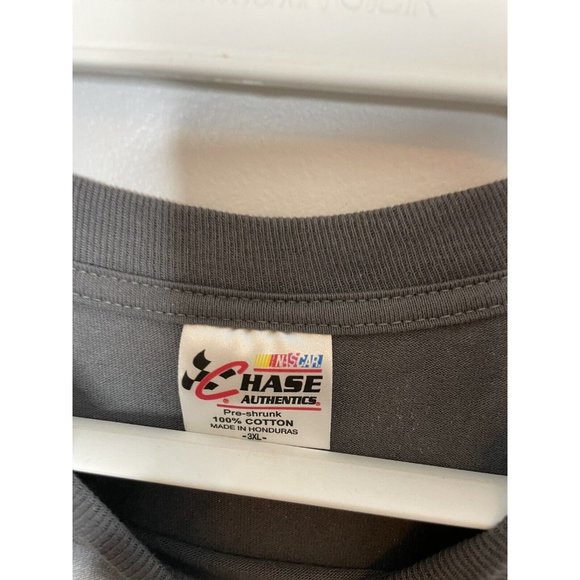 NASCAR.
CHASE
AUTHENTICS®
Pre-shrunk
100% COTTON
MADE IN HONDURAS
-3XL-